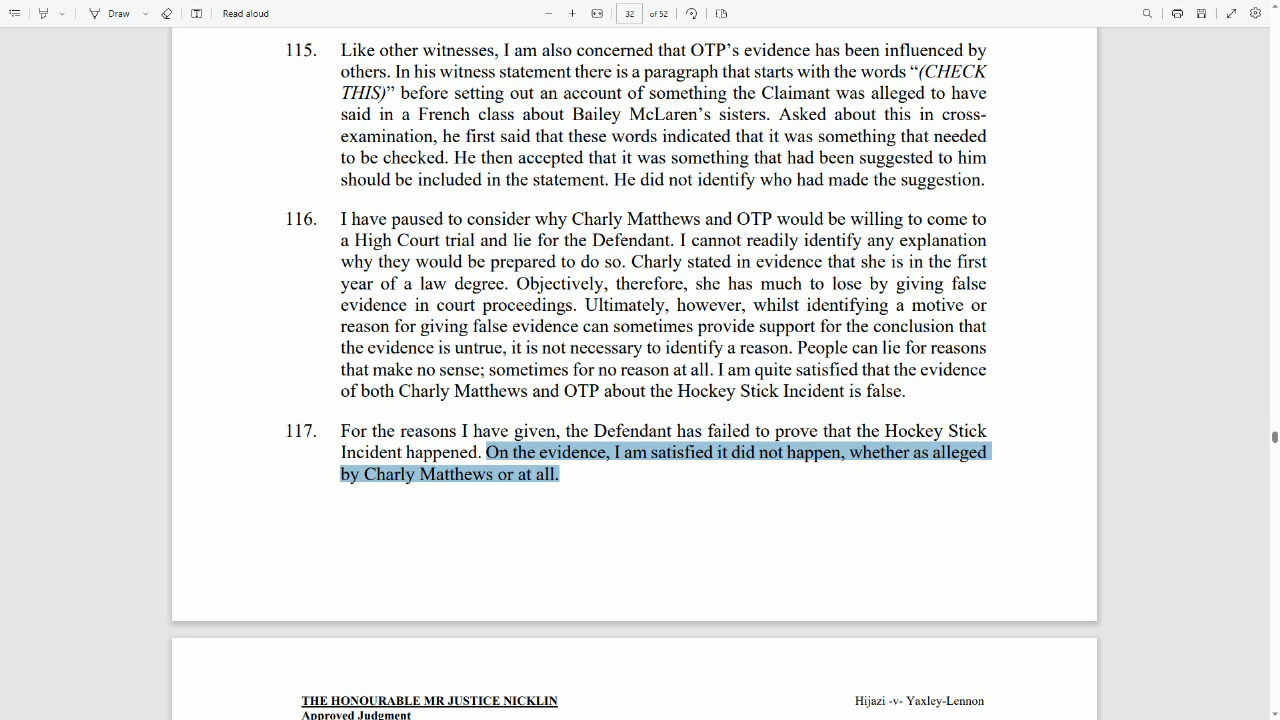 Draw
Read aloud
32
of 52
115. Like other witnesses, I am also concerned that OTP’s evidence has been influenced by
others. In his witness statement there is a paragraph that starts with the words “(CHECK
THIS)” before setting out an account of something the Claimant was alleged to have
said in a French class about Bailey McLaren’s sisters. Asked about this in cross-
examination, he first said that these words indicated that it was something that needed
to be checked. He then accepted that it was something that had been suggested to him
should be included in the statement. He did not identify who had made the suggestion.
116. I have paused to consider why Charly Matthews and OTP would be willing to come to
a High Court trial and lie for the Defendant. I cannot readily identify any explanation
why they would be prepared to do so. Charly stated in evidence that she is in the first
year of a law degree. Objectively, therefore, she has much to lose by giving false
evidence in court proceedings. Ultimately, however, whilst identifying a motive or
reason for giving false evidence can sometimes provide support for the conclusion that
the evidence is untrue, it is not necessary to identify a reason. People can lie for reasons
that make no sense; sometimes for no reason at all. I am quite satisfied that the evidence
of both Charly Matthews and OTP about the Hockey Stick Incident is false.
117. For the reasons I have given, the Defendant has failed to prove that the Hockey Stick
Incident happened. On the evidence, I am satisfied it did not happen, whether as alleged
by Charly Matthews or at all.
THE HONOURABLE MR JUSTICE NICKLIN
Hijazi -v- Yaxley-Lennon
Approved Judgment